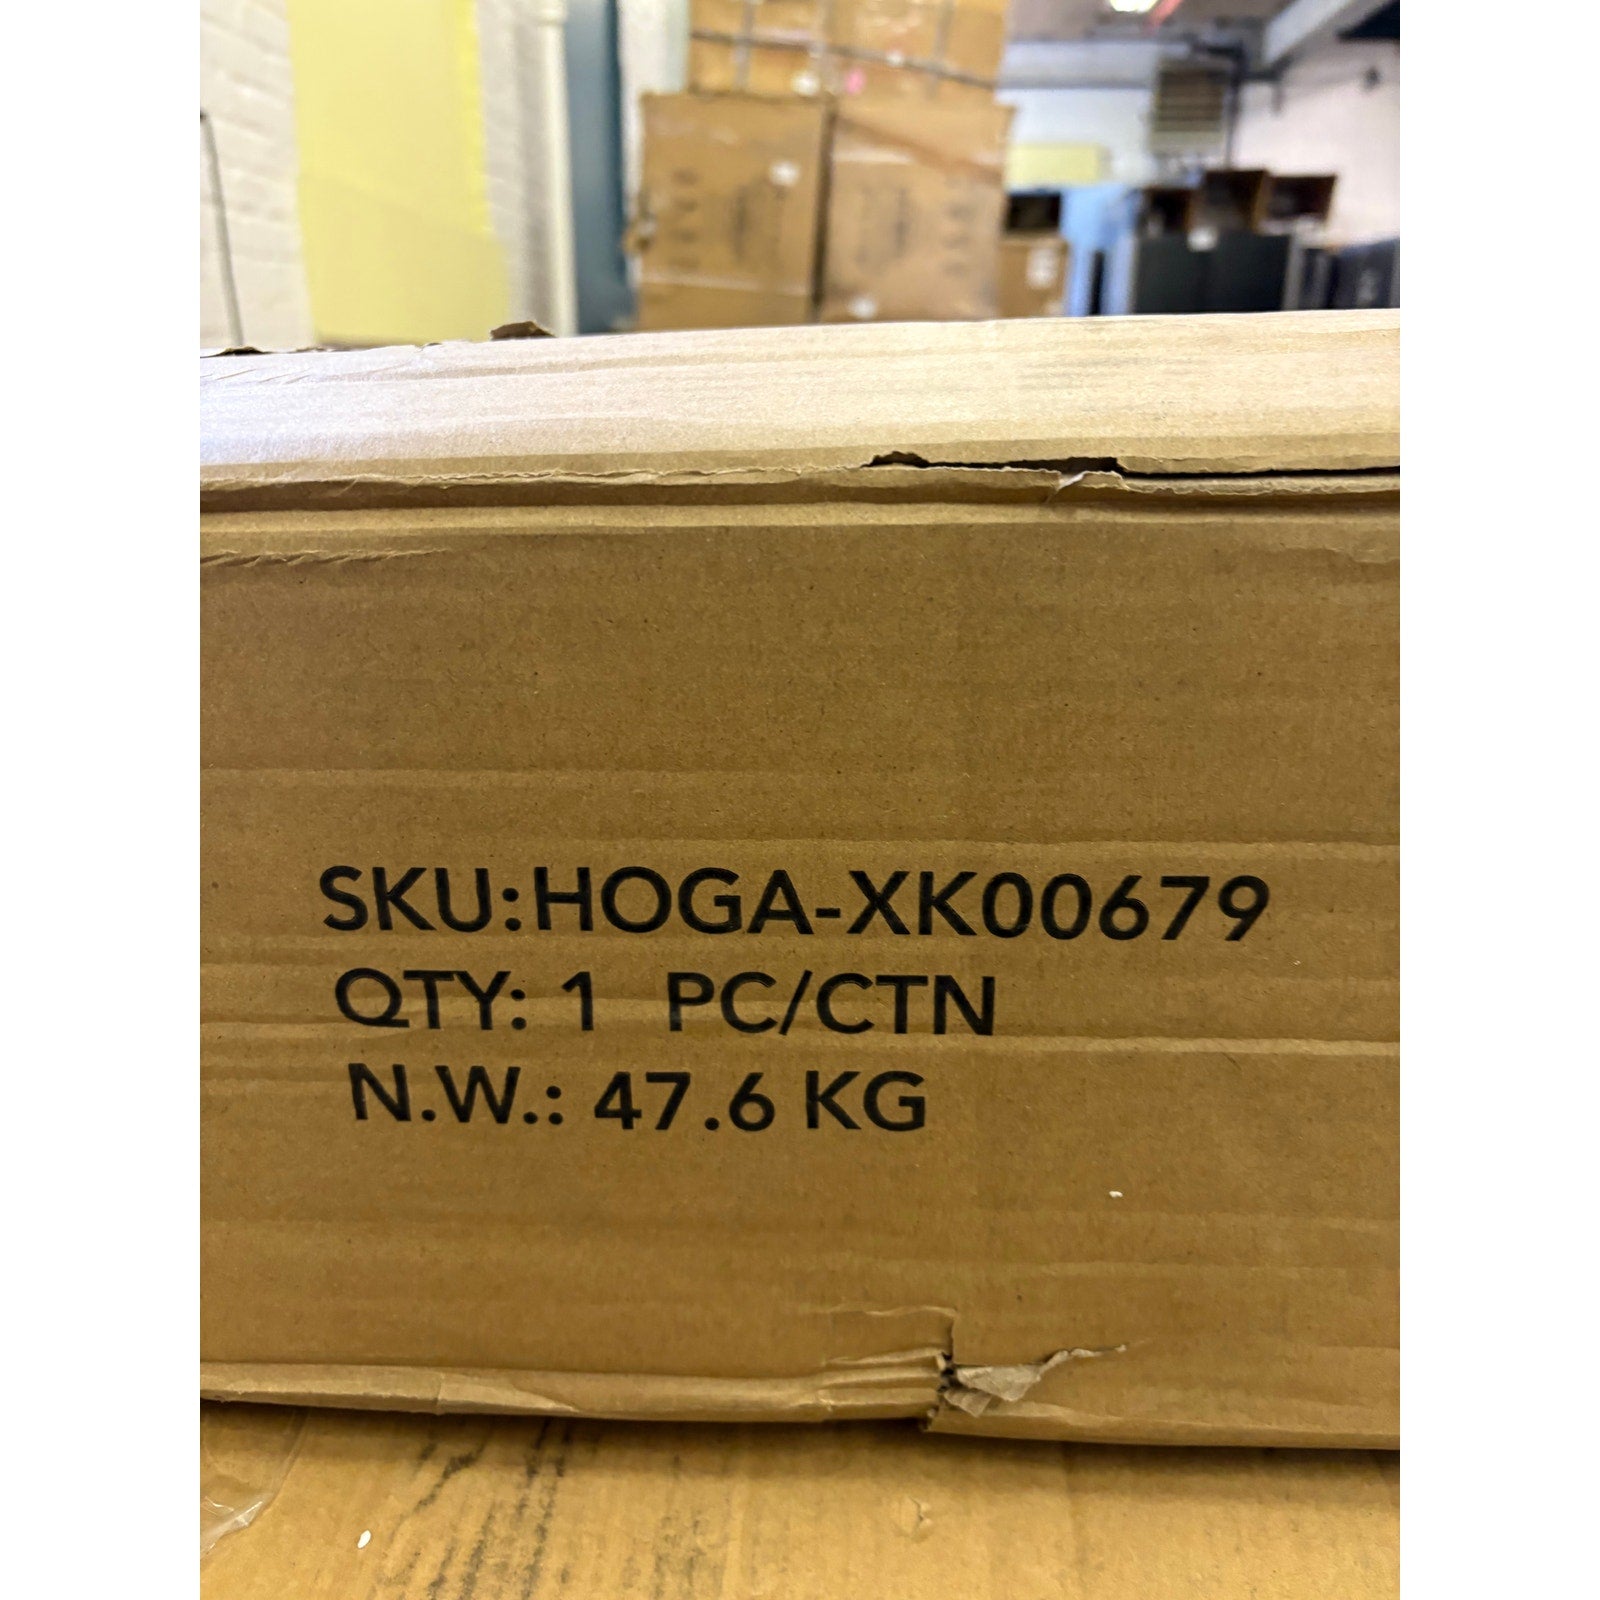 SKU:HOGA-XK00679
QTY: 1 PC/CTN
N.W.: 47.6 KG